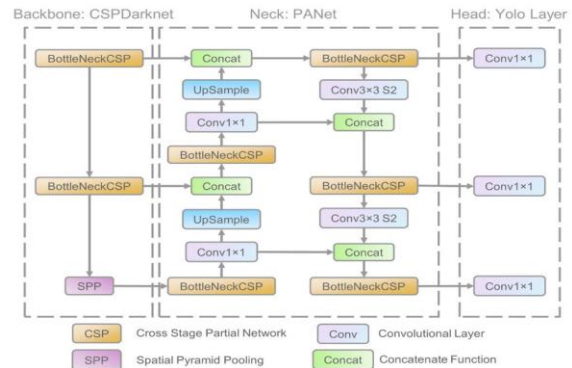 Backbone: CSPDarknet
Neck: PANet
Head: Yolo Layer
BottleNeckCSP
Concat
BottleNeckCSP
Conv1×1
UpSample
Conv3×3 S2
Conv1×1
Concat
BottleNeckCSP
BottleNeckCSP
Concat
BottleNeckCSP
Conv1×1
UpSample
Conv3×3 S2
Conv1×1
Concat
SPP
BottleNeckCSP
BottleNeckCSP
Conv1×1
CSP
Cross Stage Partial Network
Conv
Convolutional Layer
SPP
Spatial Pyramid Pooling
Concat
Concatenate Function